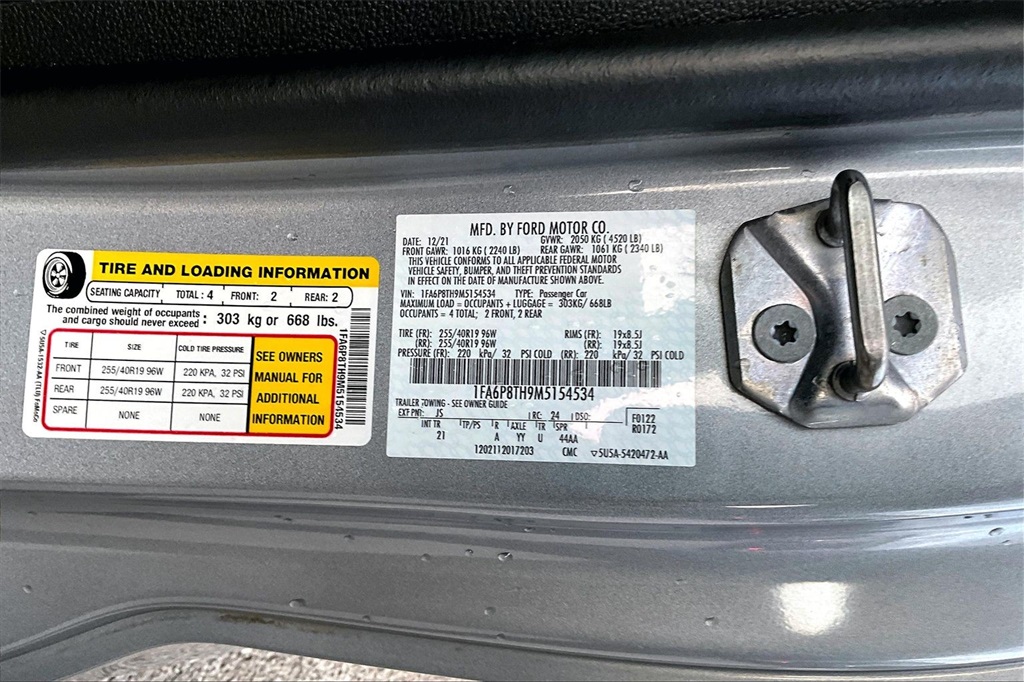 TIRE AND LOADING INFORMATION
SEATING CAPACITY TOTAL: 4 FRONT: 2 REAR: 2
The combined weight of occupants and cargo should never exceed : 303 kg or 668 lbs.
TIRE SIZE COLD TIRE PRESSURE
FRONT 255/40R19 96W 220 KPA, 32 PSI
REAR 255/40R19 96W 220 KPA, 32 PSI
SPARE NONE NONE
SEE OWNERS
MANUAL FOR
ADDITIONAL
INFORMATION
1FA6P8TH9M5154534
MFD. BY FORD MOTOR CO.
DATE: 12/21 GVWR: 2050 KG ( 4520 LB)
FRONT GAWR: 1016 KG ( 2240 LB) REAR GAWR: 1061 KG ( 2340 LB)
THIS VEHICLE CONFORMS TO ALL APPLICABLE FEDERAL MOTOR
VEHICLE SAFETY, BUMPER, AND THEFT PREVENTION STANDARDS
IN EFFECT ON THE DATE OF MANUFACTURE SHOWN ABOVE.
VIN: 1FA6P8TH9M5154534 TYPE: Passenger Car
MAXIMUM LOAD = OCCUPANTS + LUGGAGE = 303KG/ 668LB
OCCUPANTS = 4 TOTAL; 2 FRONT, 2 REAR
TIRE (FR): 255/40R19 96W RIMS (FR): 19x8.5J
(RR): 255/40R19 96W (RR): 19x8.5J
PRESSURE (FR): 220 kPa/ 32 PSI COLD (RR): 220 kPa/ 32 PSI COLD
1FA6P8TH9M5154534
TRAILER TOWING - SEE OWNER GUIDE
EXT PNT: JS RC: 24 DSO: F0122
R0172
INT TR TP/PS R AXLE TR SPR
21 A YY U 44AA
1202112017203 CMC 5U5A-5420472-AA